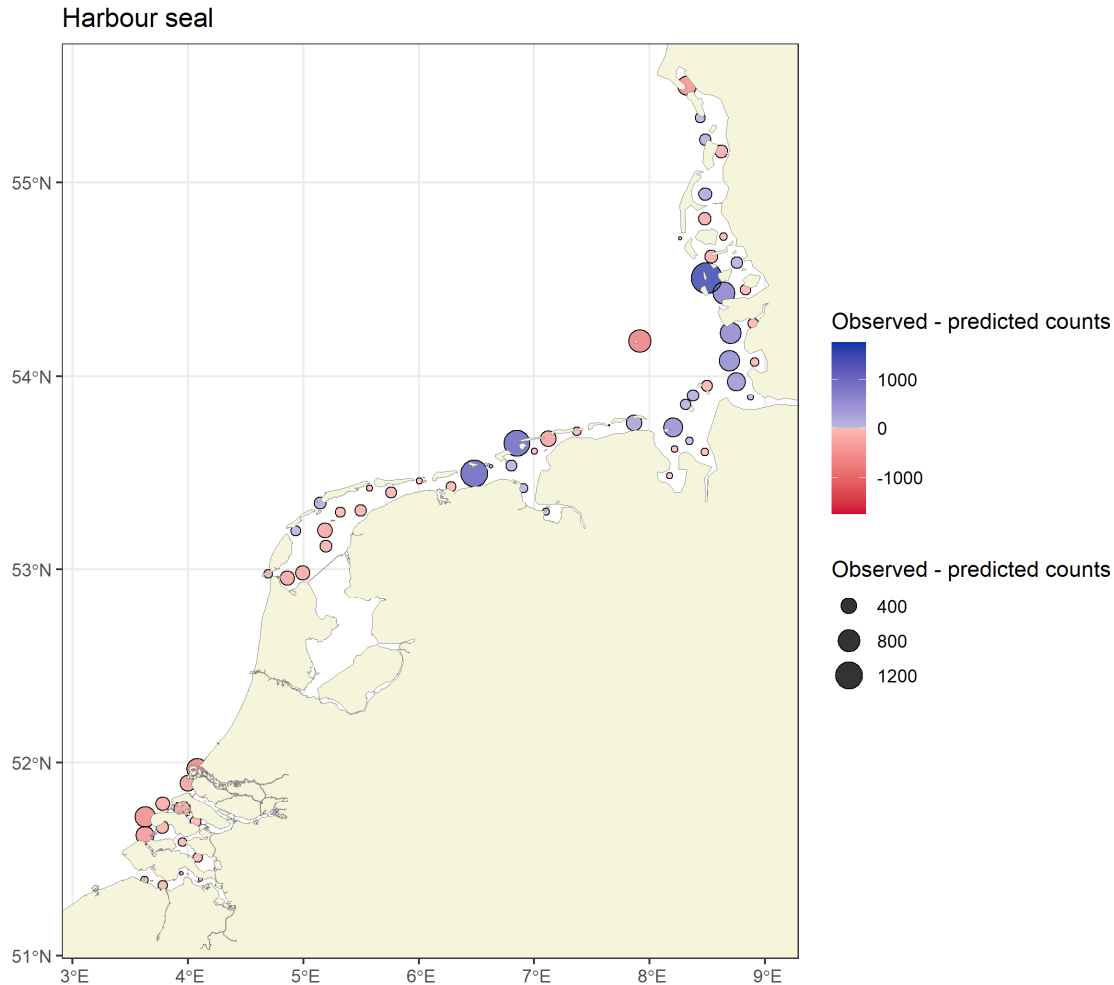 Harbour seal
55°N
54°N
53°N
52°N
51°N
3°E
4°E
5°E
6°E
7°E
8°E
9°E
Observed - predicted counts
1000
0
-1000
Observed - predicted counts
400
800
1200